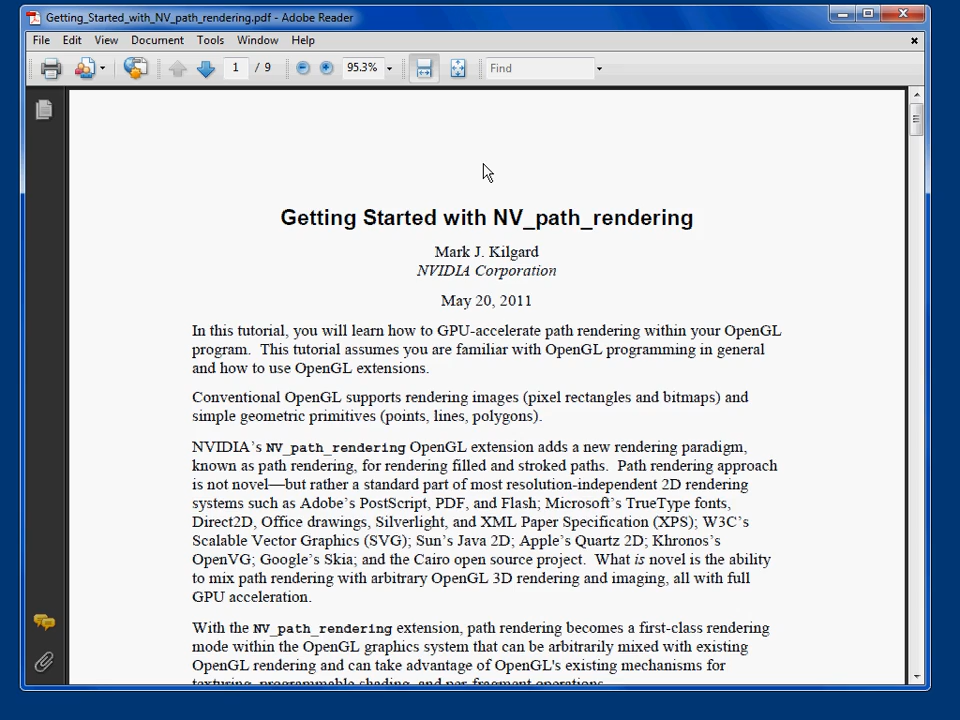 Getting_Started_with_NV_path_rendering.pdf - Adobe Reader
File Edit View Document Tools Window Help
1 / 9 95.3% Find
Getting Started with NV_path_rendering
Mark J. Kilgard
NVIDIA Corporation
May 20, 2011
In this tutorial, you will learn how to GPU-accelerate path rendering within your OpenGL
program. This tutorial assumes you are familiar with OpenGL programming in general
and how to use OpenGL extensions.
Conventional OpenGL supports rendering images (pixel rectangles and bitmaps) and
simple geometric primitives (points, lines, polygons).
NVIDIA's NV_path_rendering OpenGL extension adds a new rendering paradigm,
known as path rendering, for rendering filled and stroked paths. Path rendering approach
is not novel—but rather a standard part of most resolution-independent 2D rendering
systems such as Adobe's PostScript, PDF, and Flash; Microsoft's TrueType fonts,
Direct2D, Office drawings, Silverlight, and XML Paper Specification (XPS); W3C's
Scalable Vector Graphics (SVG); Sun's Java 2D; Apple's Quartz 2D; Khronos's
OpenVG; Google's Skia; and the Cairo open source project. What is novel is the ability
to mix path rendering with arbitrary OpenGL 3D rendering and imaging, all with full
GPU acceleration.
With the NV_path_rendering extension, path rendering becomes a first-class rendering
mode within the OpenGL graphics system that can be arbitrarily mixed with existing
OpenGL rendering and can take advantage of OpenGL's existing mechanisms for
texturing, programmable shading, and per-fragment operations.